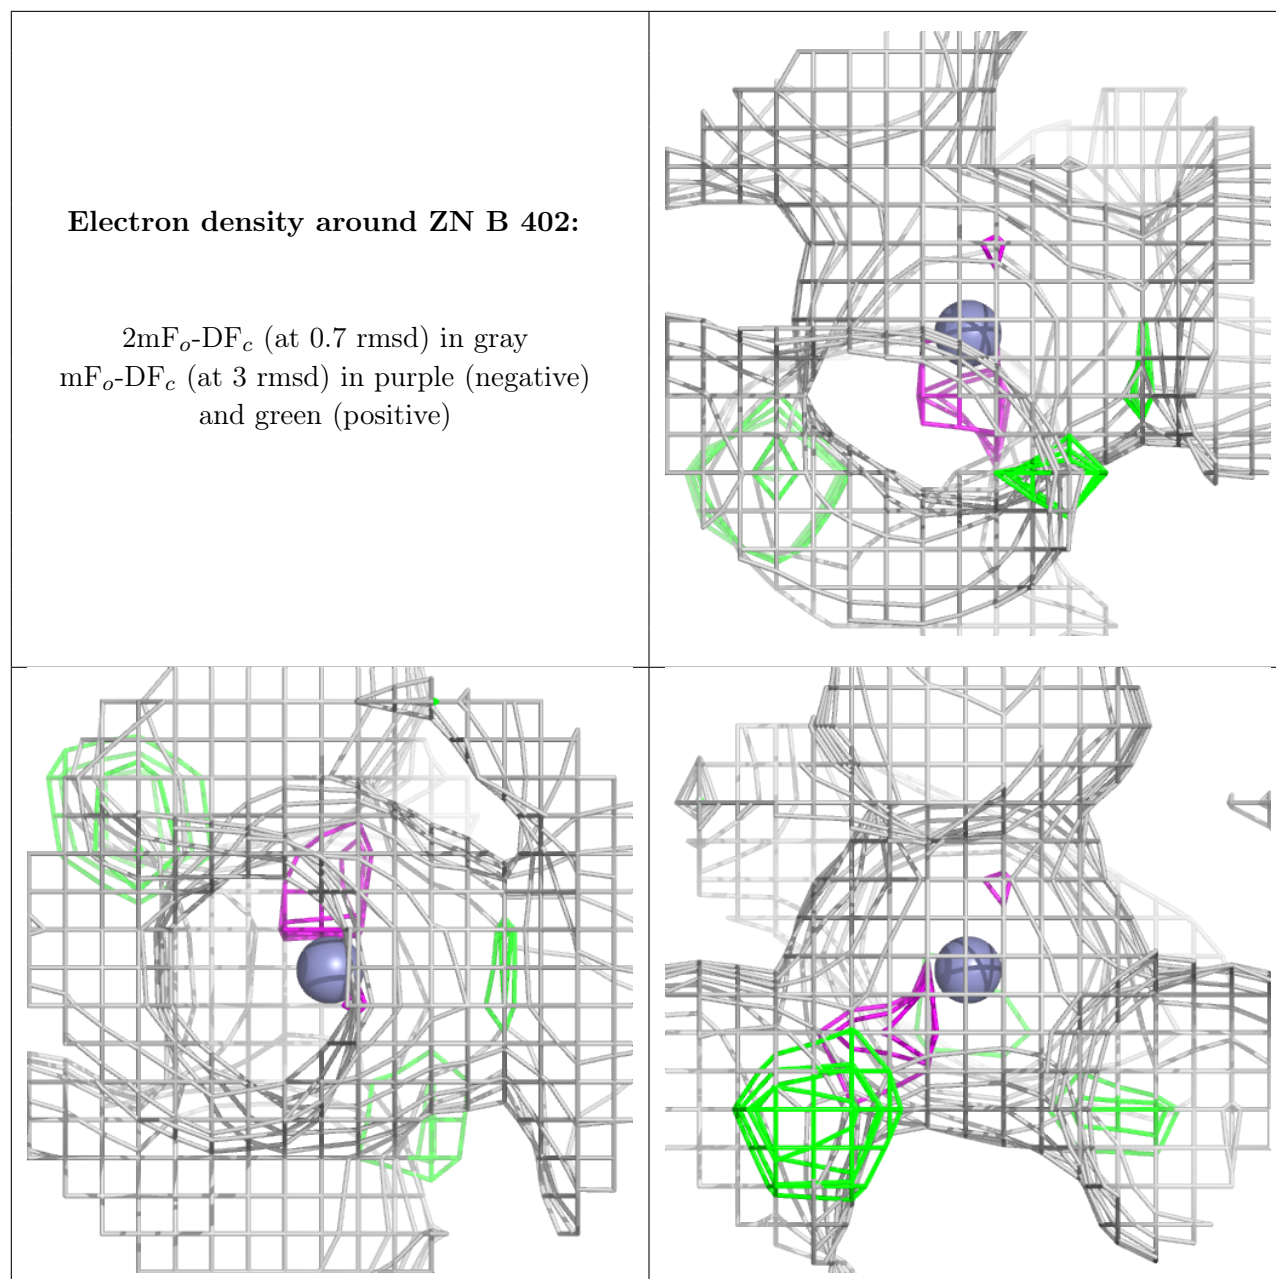 Electron density around ZN B 402:
2mFo-DFc (at 0.7 rmsd) in gray
mFo-DFc (at 3 rmsd) in purple (negative)
and green (positive)